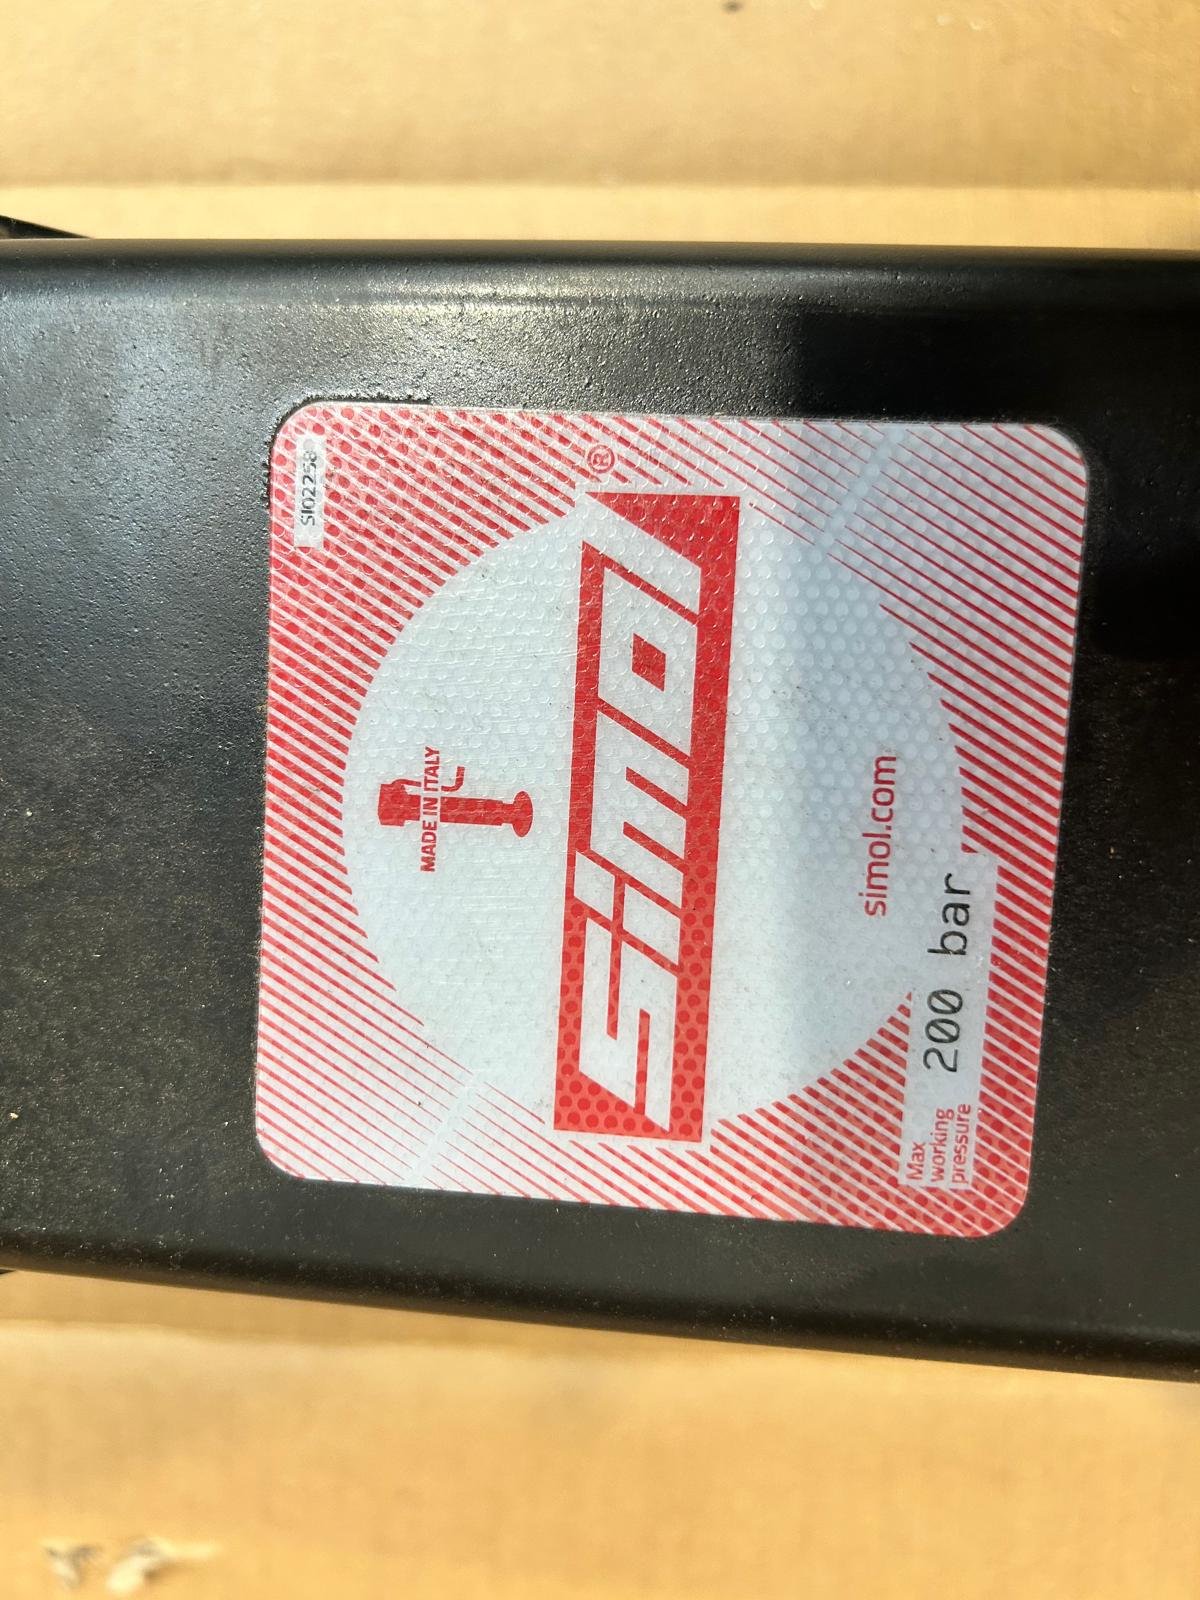 SI02258
®
MADE IN ITALY
simol
simol.com
Max
working
pressure
200 bar